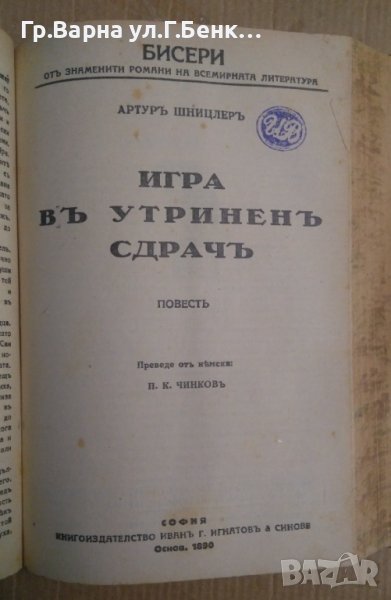 Гр.Варна ул.Г.Бенк...
БИСЕРИ
ОТЪ ЗНАМЕНИТИ РОМАНИ НА ВСЕМИРНАТА ЛИТЕРАТУРА
АРТУРЪ ШНИЦЛЕРЪ
ИГРА
ВЪ УТРИНЕНЪ
СДРАЧЪ
ПОВЕСТЬ
Преведе отъ нѣмски:
П. К. ЧИНКОВЪ
СОФИЯ
КНИГОИЗДАТЕЛСТВО ИВАНЪ Г. ИГНАТОВЪ & СИНОВЕ
Основ. 1890
BAZAR